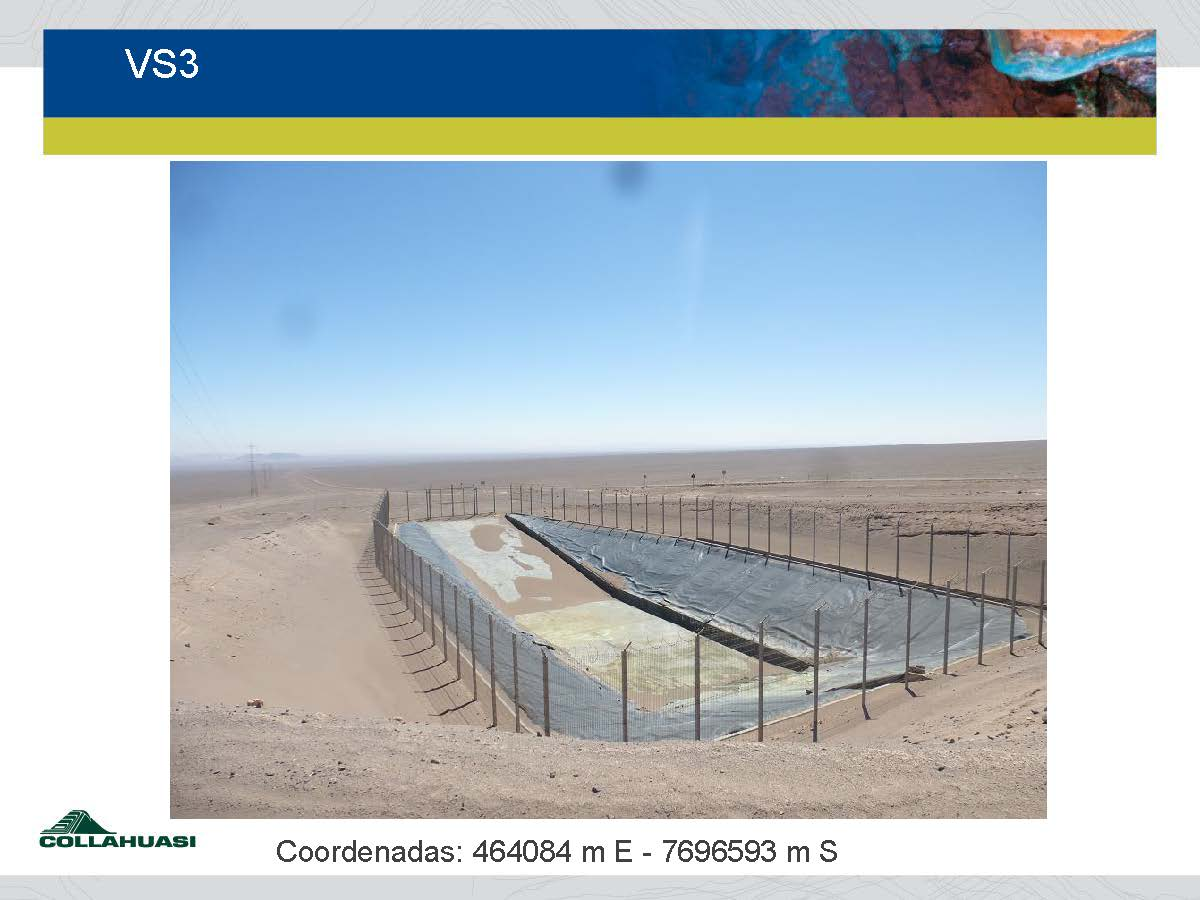 VS3
COLLAHUASI
Coordenadas: 464084 m E - 7696593 m S